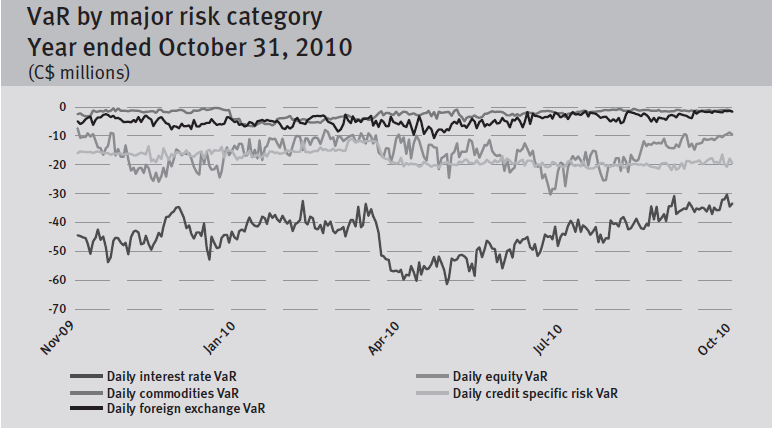 VaR by major risk category
Year ended October 31, 2010
(C$ millions)
0
-10
-20
-30
-40
-50
-60
-70
Nov-09
Jan-10
Apr-10
Jul-10
Oct-10
Daily interest rate VaR
Daily equity VaR
Daily commodities VaR
Daily credit specific risk VaR
Daily foreign exchange VaR